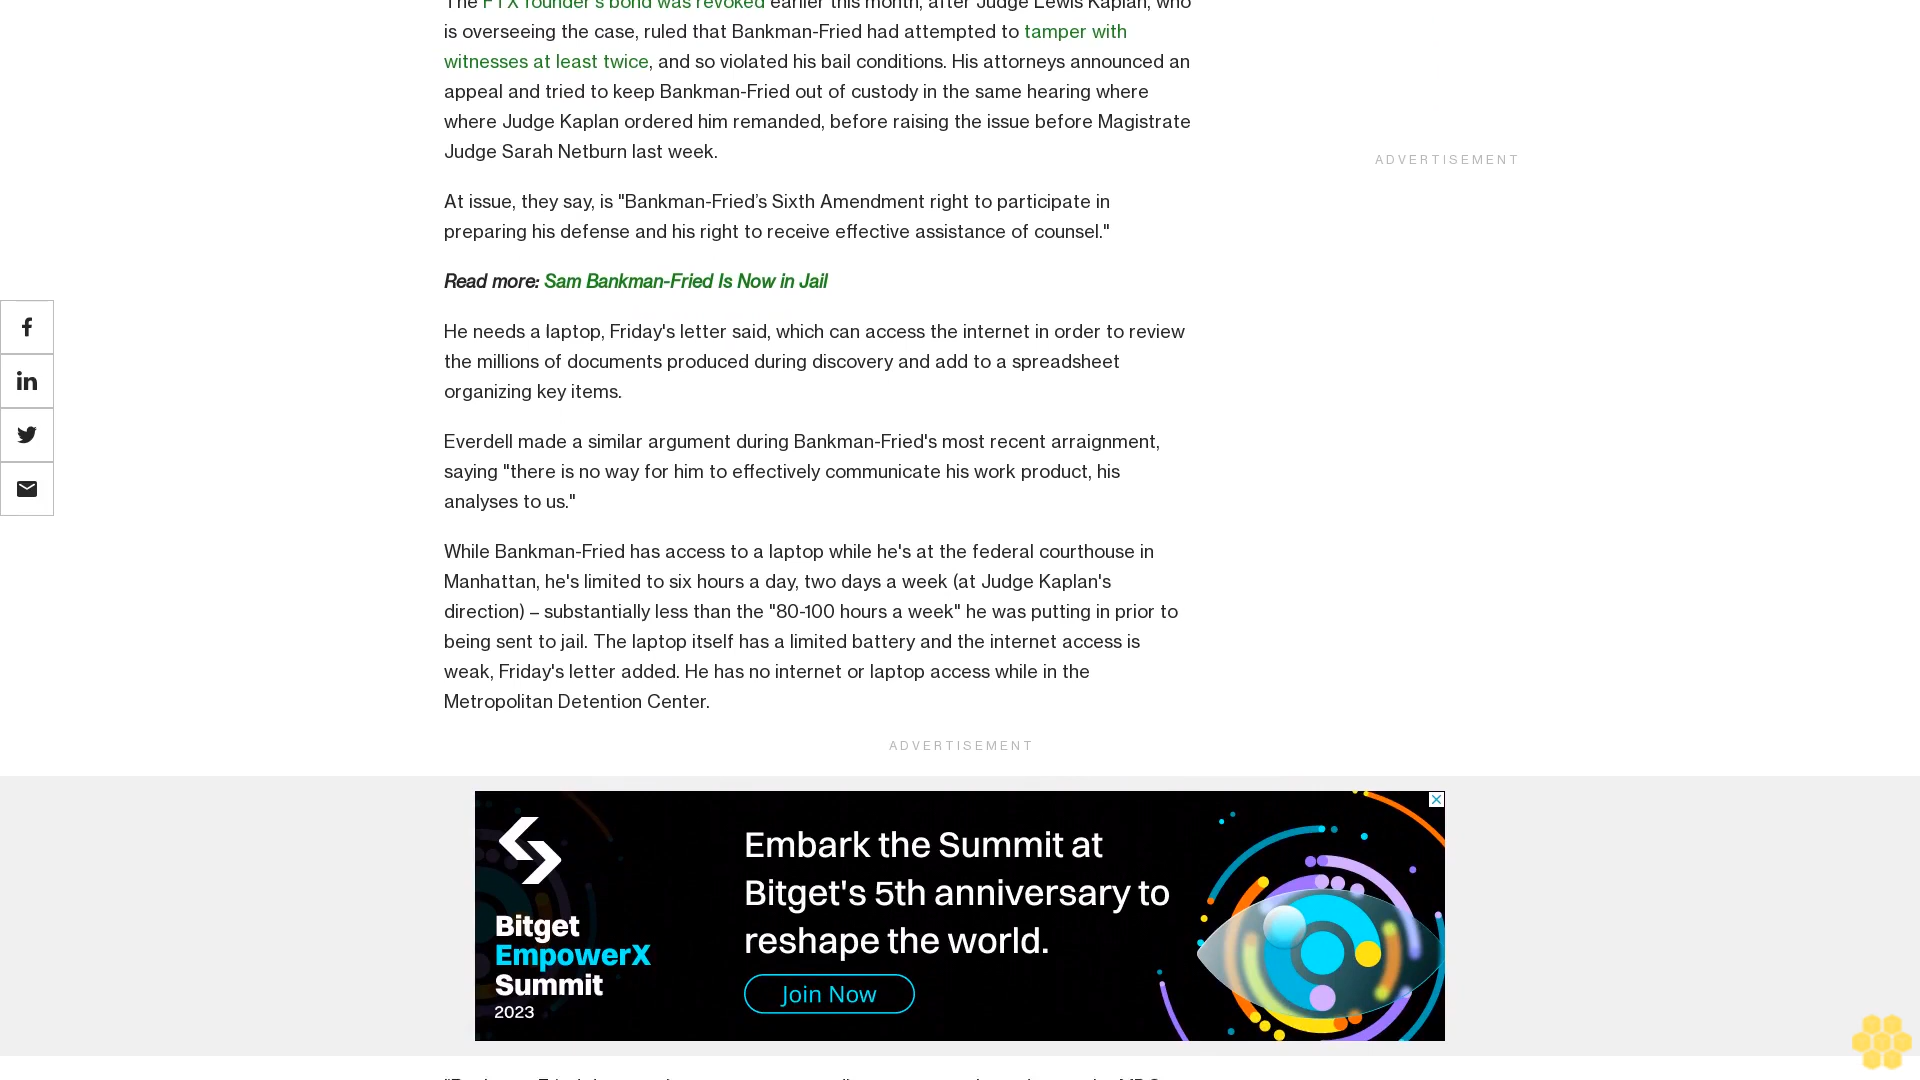 The FTX founder's bond was revoked earlier this month, after Judge Lewis Kaplan, who
is overseeing the case, ruled that Bankman-Fried had attempted to tamper with
witnesses at least twice, and so violated his bail conditions. His attorneys announced an
appeal and tried to keep Bankman-Fried out of custody in the same hearing where
where Judge Kaplan ordered him remanded, before raising the issue before Magistrate
Judge Sarah Netburn last week.
ADVERTISEMENT
At issue, they say, is "Bankman-Fried’s Sixth Amendment right to participate in
preparing his defense and his right to receive effective assistance of counsel."
Read more: Sam Bankman-Fried Is Now in Jail
He needs a laptop, Friday's letter said, which can access the internet in order to review
the millions of documents produced during discovery and add to a spreadsheet
organizing key items.
Everdell made a similar argument during Bankman-Fried's most recent arraignment,
saying "there is no way for him to effectively communicate his work product, his
analyses to us."
While Bankman-Fried has access to a laptop while he's at the federal courthouse in
Manhattan, he's limited to six hours a day, two days a week (at Judge Kaplan's
direction) – substantially less than the "80-100 hours a week" he was putting in prior to
being sent to jail. The laptop itself has a limited battery and the internet access is
weak, Friday's letter added. He has no internet or laptop access while in the
Metropolitan Detention Center.
ADVERTISEMENT
Bitget
EmpowerX
Summit
2023
Embark the Summit at
Bitget's 5th anniversary to
reshape the world.
Join Now